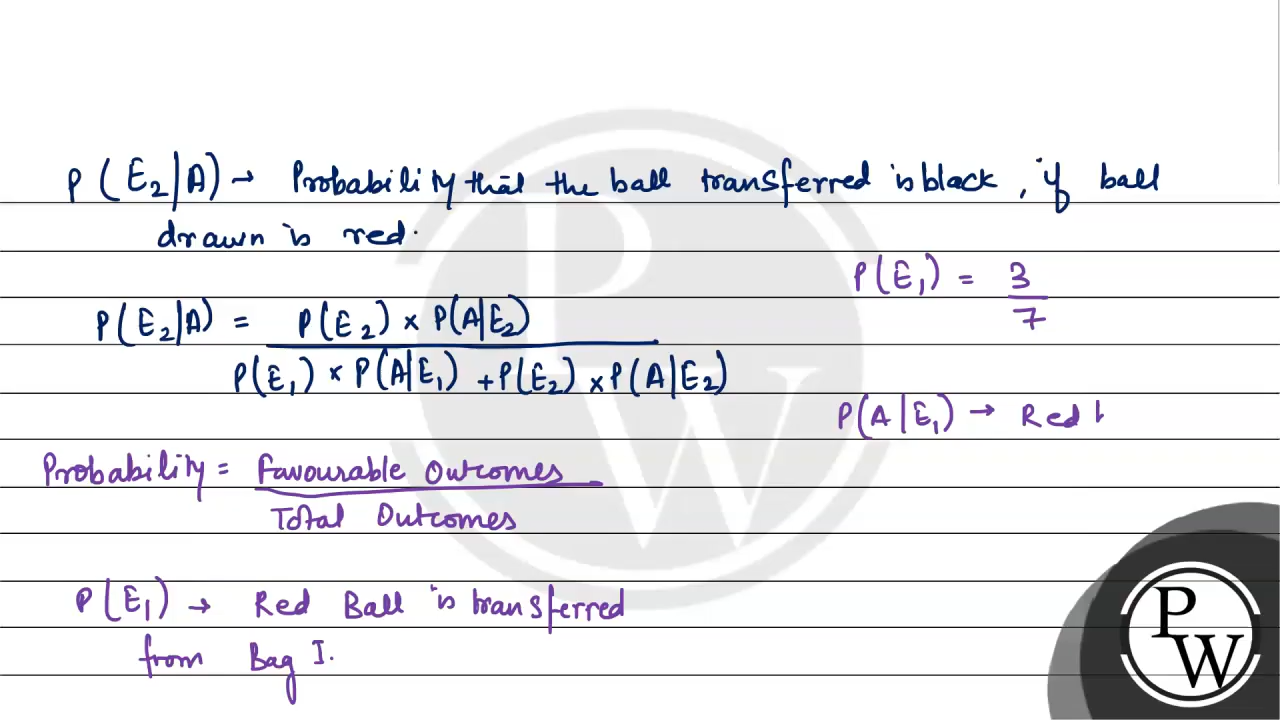 P(E₂|A) → Probability that the ball transferred is black, if ball
drawn is red.
P(E₂|A) = P(E₂) × P(A|E₂)
P(E₁) × P(A|E₁) + P(E₂) × P(A|E₂)
Probability = Favourable Outcomes
Total Outcomes
P(E₁) → Red Ball is transferred
from Bag I.
P(E₁) = 3
7
P(A|E₁) → Red
P
W
P
W